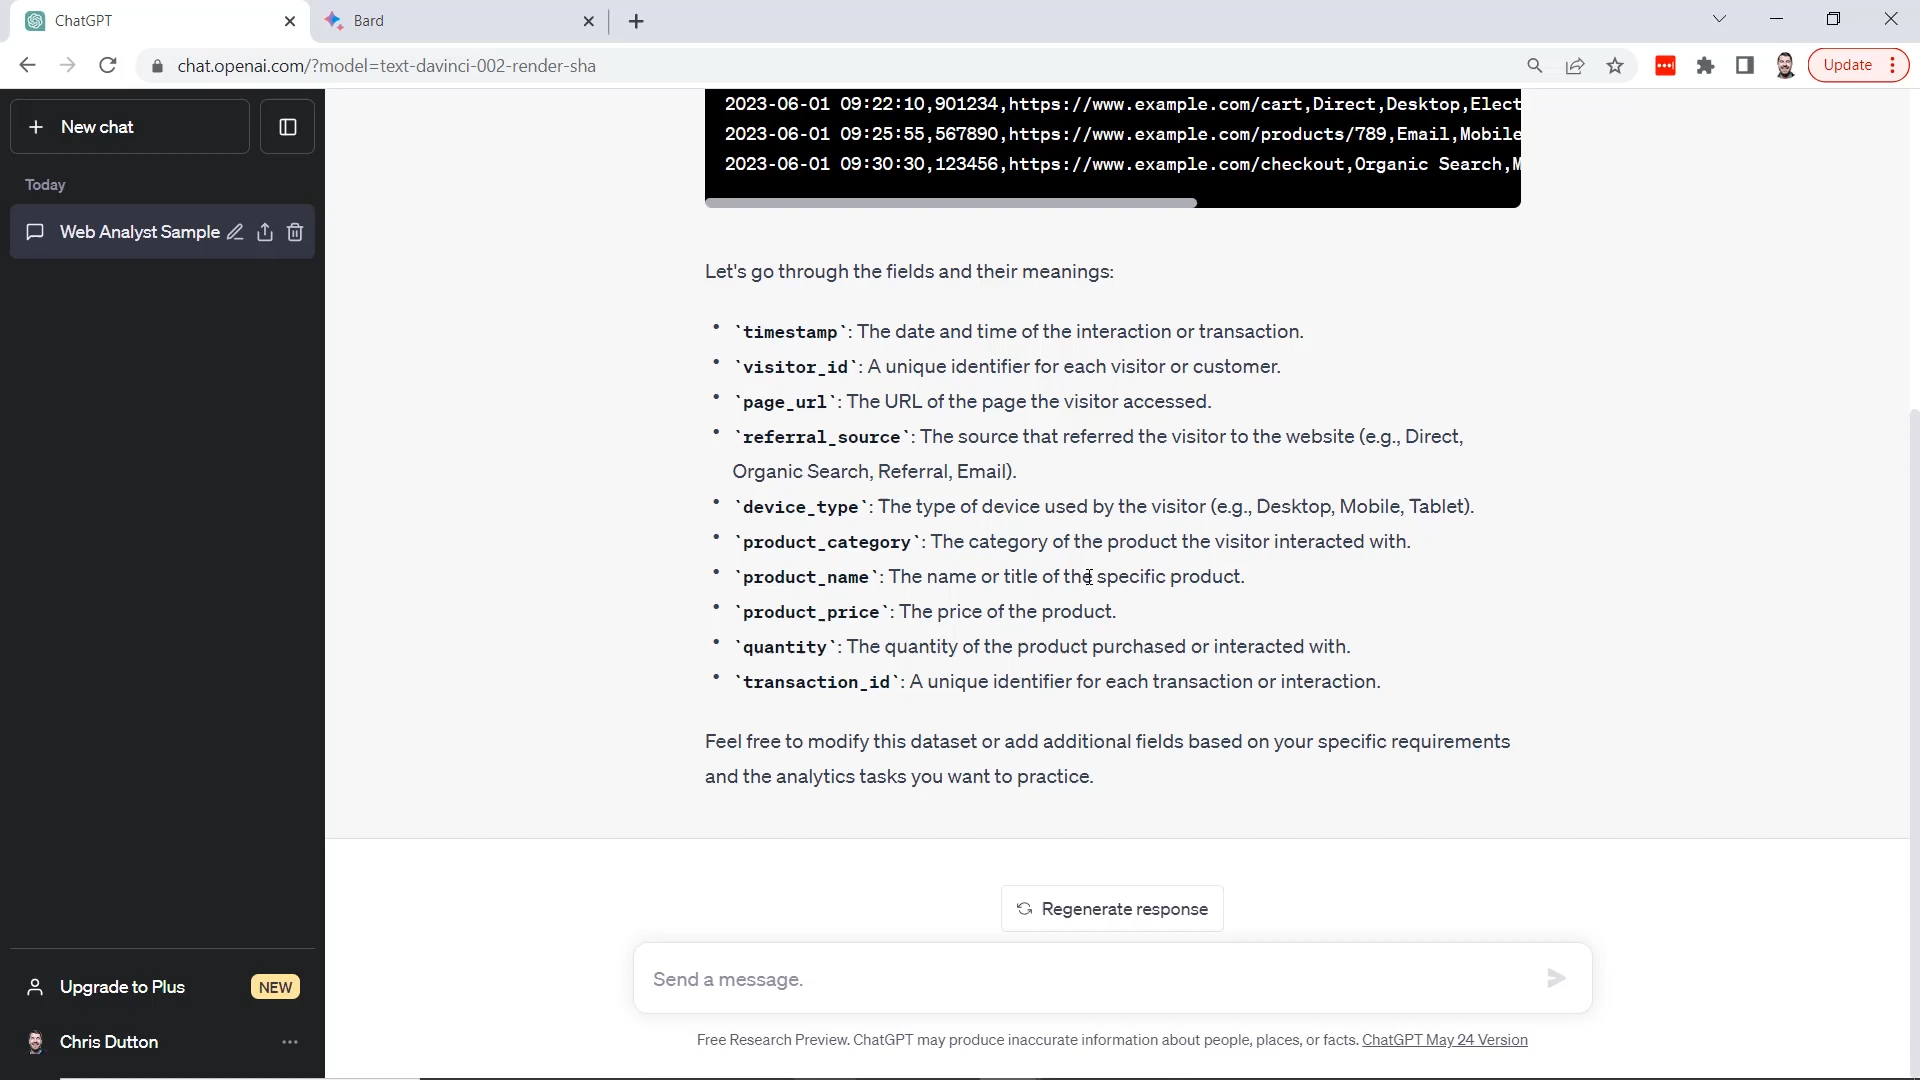 ChatGPT
Bard
chat.openai.com/?model=text-davinci-002-render-sha
Update
New chat
Today
Web Analyst Sample
2023-06-01 09:22:10,901234,https://www.example.com/cart,Direct,Desktop,Elect
2023-06-01 09:25:55,567890,https://www.example.com/products/789,Email,Mobile
2023-06-01 09:30:30,123456,https://www.example.com/checkout,Organic Search,M
Let's go through the fields and their meanings:
• `timestamp`: The date and time of the interaction or transaction.
• `visitor_id`: A unique identifier for each visitor or customer.
• `page_url`: The URL of the page the visitor accessed.
• `referral_source`: The source that referred the visitor to the website (e.g., Direct,
Organic Search, Referral, Email).
• `device_type`: The type of device used by the visitor (e.g., Desktop, Mobile, Tablet).
• `product_category`: The category of the product the visitor interacted with.
• `product_name`: The name or title of the specific product.
• `product_price`: The price of the product.
• `quantity`: The quantity of the product purchased or interacted with.
• `transaction_id`: A unique identifier for each transaction or interaction.
Feel free to modify this dataset or add additional fields based on your specific requirements
and the analytics tasks you want to practice.
Regenerate response
Send a message.
Free Research Preview. ChatGPT may produce inaccurate information about people, places, or facts. ChatGPT May 24 Version
Upgrade to Plus
NEW
Chris Dutton